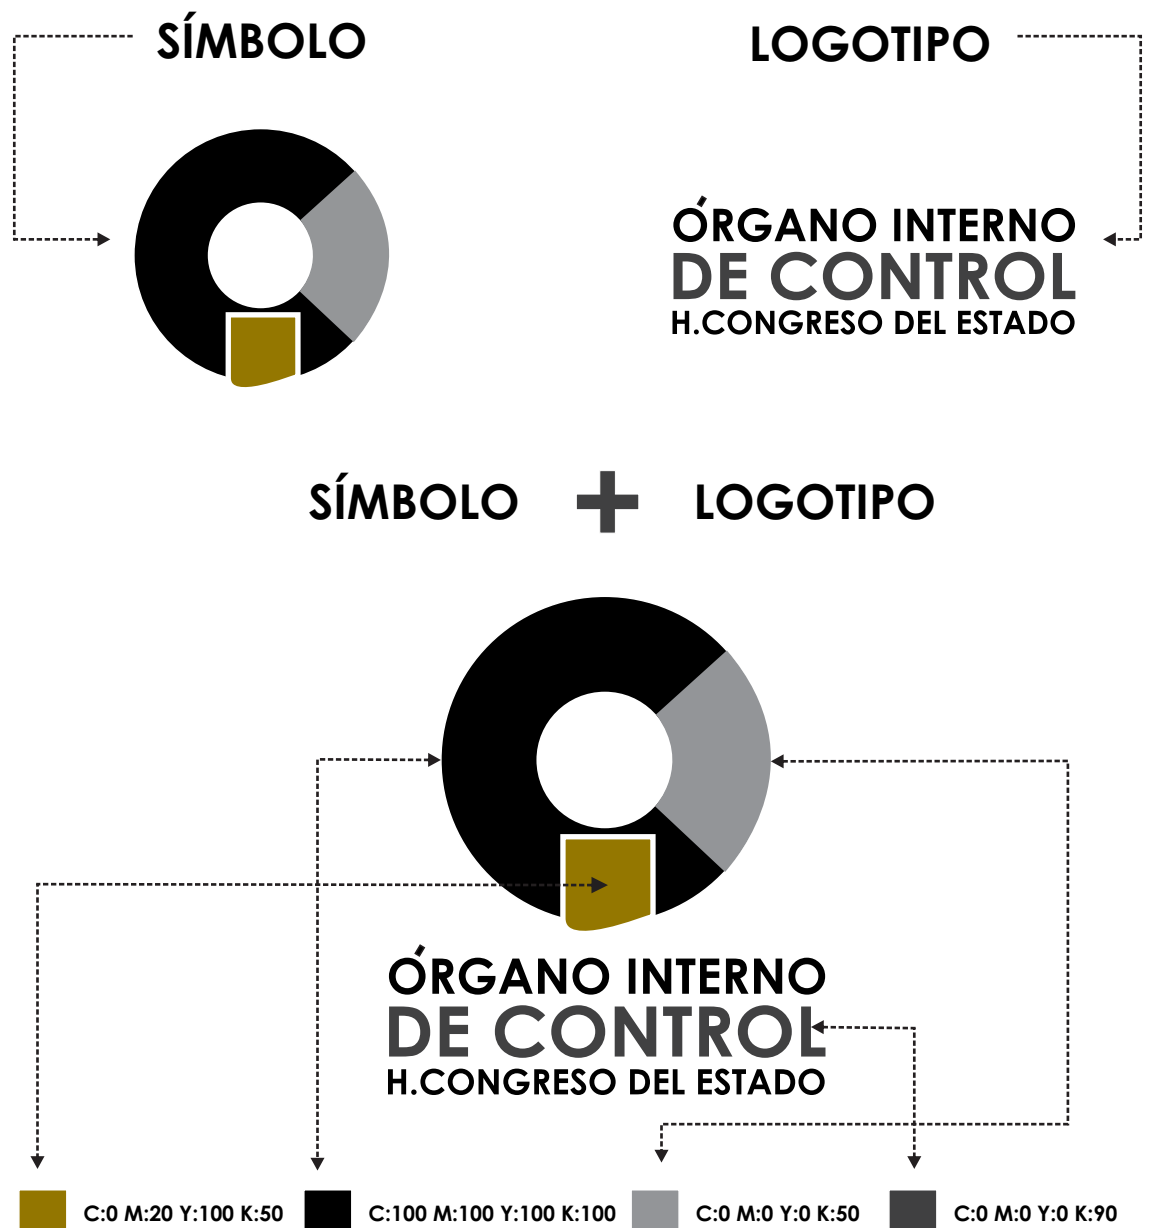 SÍMBOLO
LOGOTIPO
ÓRGANO INTERNO
DE CONTROL
H.CONGRESO DEL ESTADO
SÍMBOLO + LOGOTIPO
ÓRGANO INTERNO
DE CONTROL
H.CONGRESO DEL ESTADO
C:0 M:20 Y:100 K:50
C:100 M:100 Y:100 K:100
C:0 M:0 Y:0 K:50
C:0 M:0 Y:0 K:90